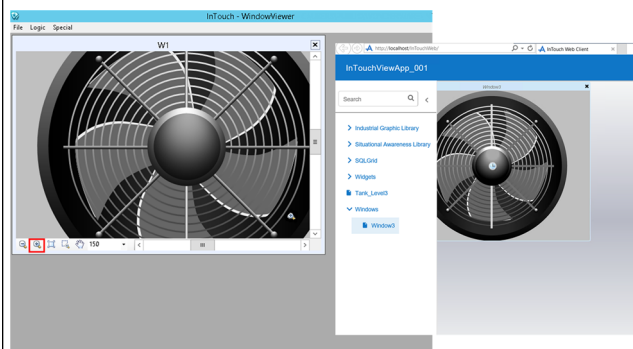 InTouch - WindowViewer
File Logic Special
W1
150
http://localhost/InTouchWeb/
InTouch Web Client
InTouchViewApp_001
Search
Industrial Graphic Library
Situational Awareness Library
SQLGrid
Widgets
Tank_Level3
Windows
Window3
Window3